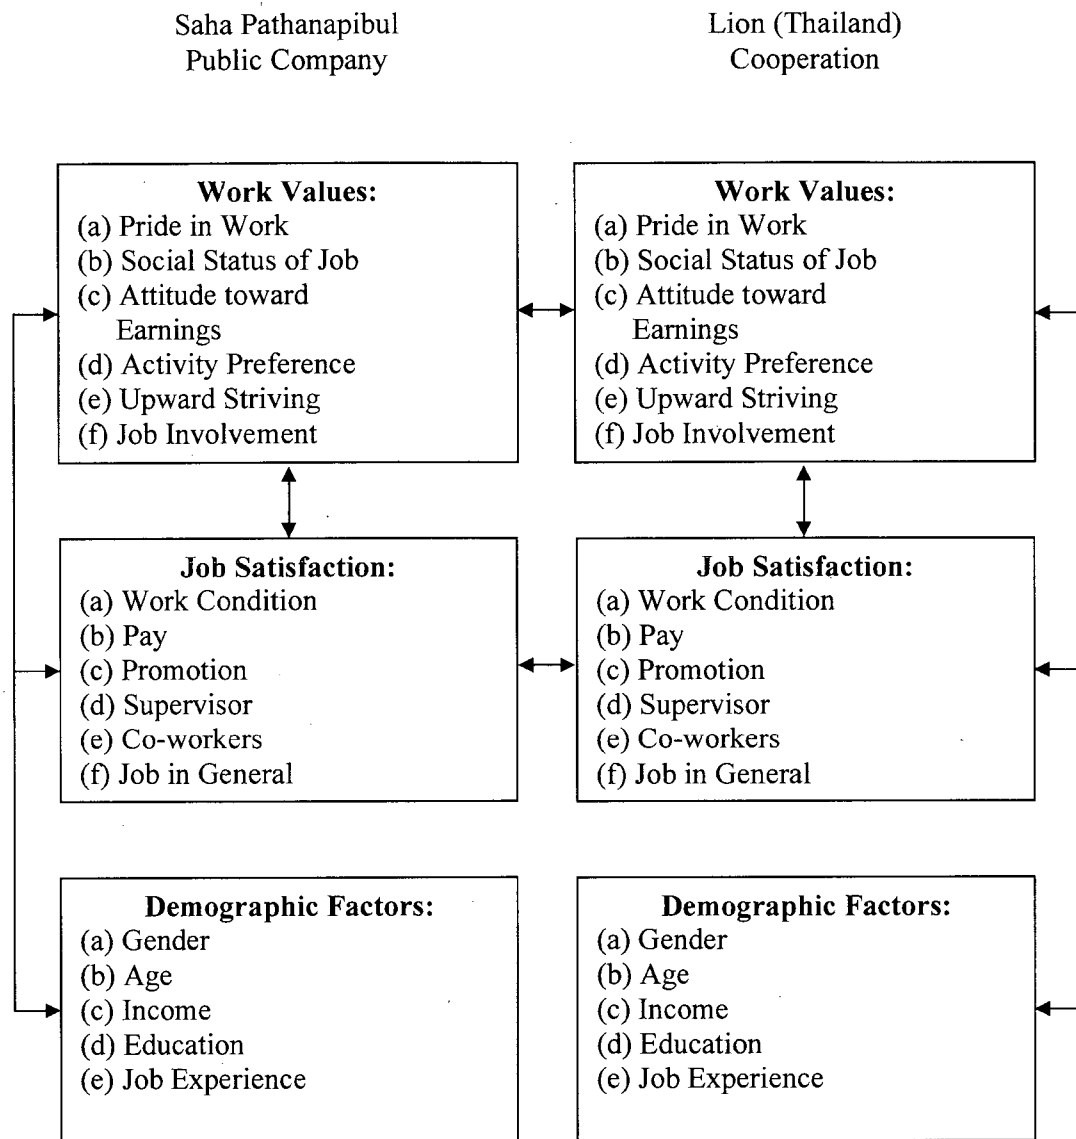 Saha Pathanapibul
Public Company
Lion (Thailand)
Cooperation
Work Values:
(a) Pride in Work
(b) Social Status of Job
(c) Attitude toward
Earnings
(d) Activity Preference
(e) Upward Striving
(f) Job Involvement
Work Values:
(a) Pride in Work
(b) Social Status of Job
(c) Attitude toward
Earnings
(d) Activity Preference
(e) Upward Striving
(f) Job Involvement
Job Satisfaction:
(a) Work Condition
(b) Pay
(c) Promotion
(d) Supervisor
(e) Co-workers
(f) Job in General
Job Satisfaction:
(a) Work Condition
(b) Pay
(c) Promotion
(d) Supervisor
(e) Co-workers
(f) Job in General
Demographic Factors:
(a) Gender
(b) Age
(c) Income
(d) Education
(e) Job Experience
Demographic Factors:
(a) Gender
(b) Age
(c) Income
(d) Education
(e) Job Experience